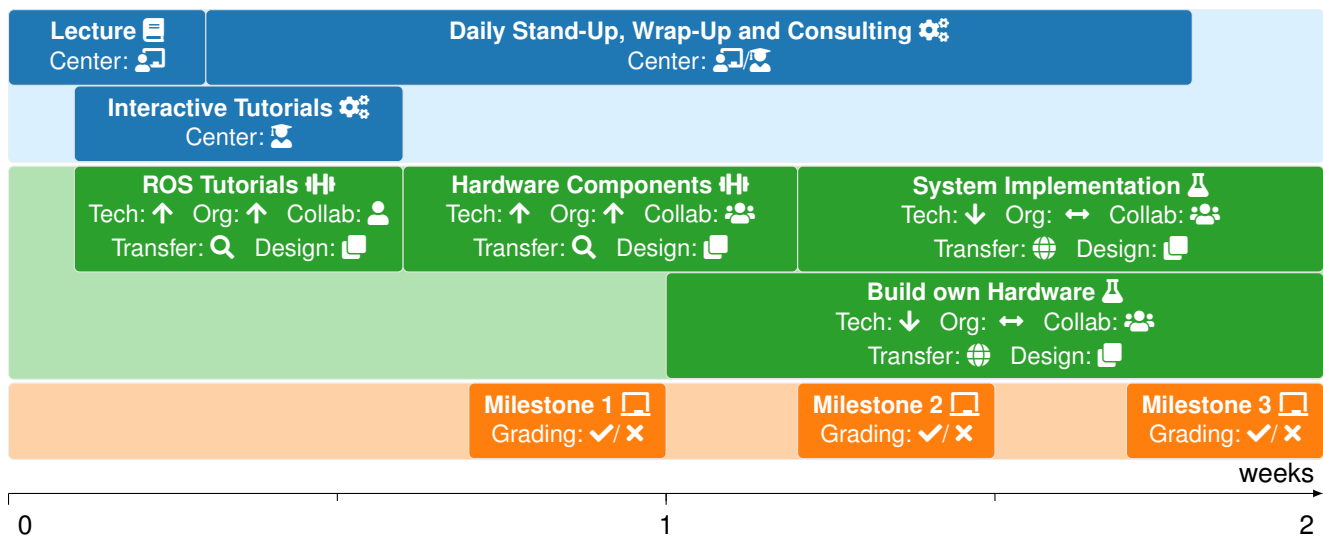 Lecture
Center:
Daily Stand-Up, Wrap-Up and Consulting
Center: /
Interactive Tutorials
Center:
ROS Tutorials
Tech: ↑ Org: ↑ Collab:
Transfer: Design:
Hardware Components
Tech: ↑ Org: ↑ Collab:
Transfer: Design:
System Implementation
Tech: ↓ Org: ↔ Collab:
Transfer: Design:
Build own Hardware
Tech: ↓ Org: ↔ Collab:
Transfer: Design:
Milestone 1
Grading: ✓/ ✕
Milestone 2
Grading: ✓/ ✕
Milestone 3
Grading: ✓/ ✕
weeks
0 1 2